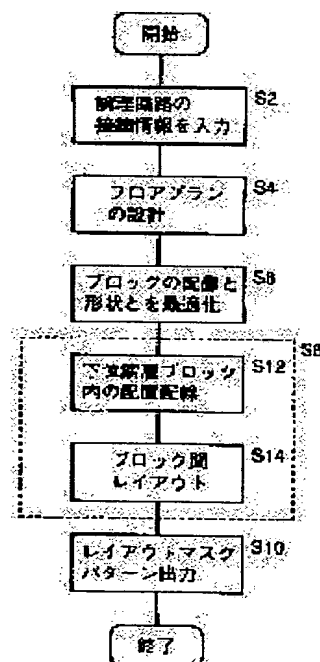 開始
論理回路の
接続情報を入力
S2
フロアプラン
の設計
S4
ブロックの配置と
形状とを最適化
S6
S8
下位階層ブロック
内の配置配線
S12
ブロック間
レイアウト
S14
レイアウトマスク
パターン出力
S10
終了